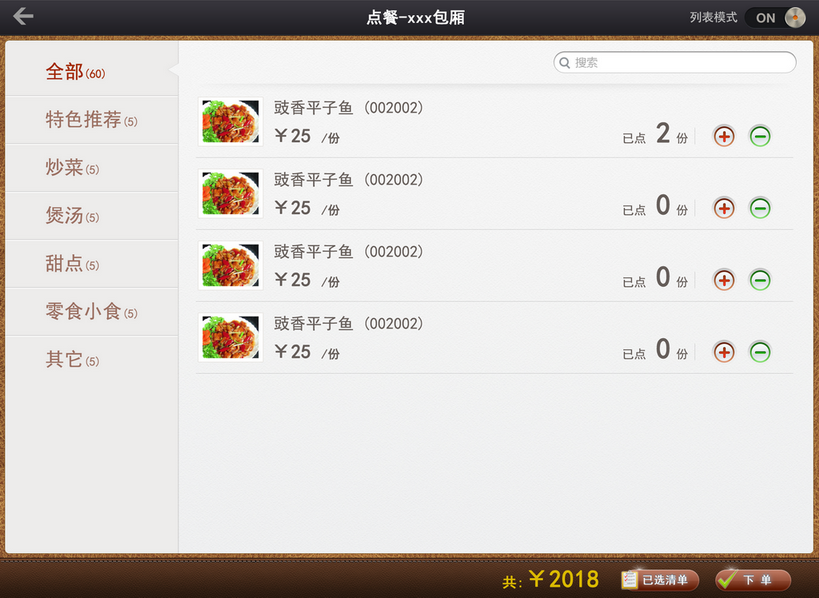 点餐-xxx包厢
列表模式 ON
全部(60)
特色推荐(5)
炒菜(5)
煲汤(5)
甜点(5)
零食小食(5)
其它(5)
搜索
豉香平子鱼 (002002)
￥25 /份
已点 2 份
豉香平子鱼 (002002)
￥25 /份
已点 0 份
豉香平子鱼 (002002)
￥25 /份
已点 0 份
豉香平子鱼 (002002)
￥25 /份
已点 0 份
共:￥2018
已选清单
下 单